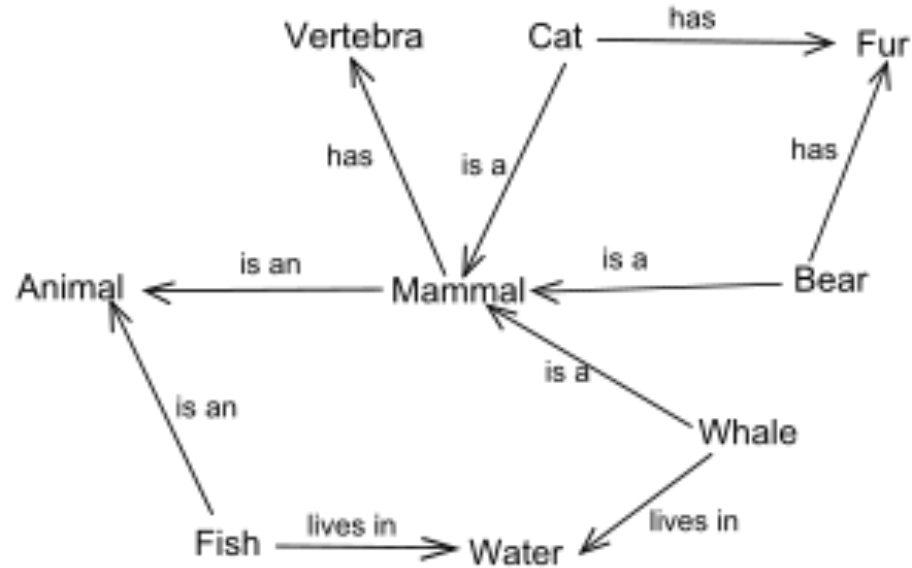 Vertebra
Cat
has
Fur
has
is a
has
Animal
is an
Mammal
is a
Bear
is a
is an
Whale
Fish
lives in
Water
lives in